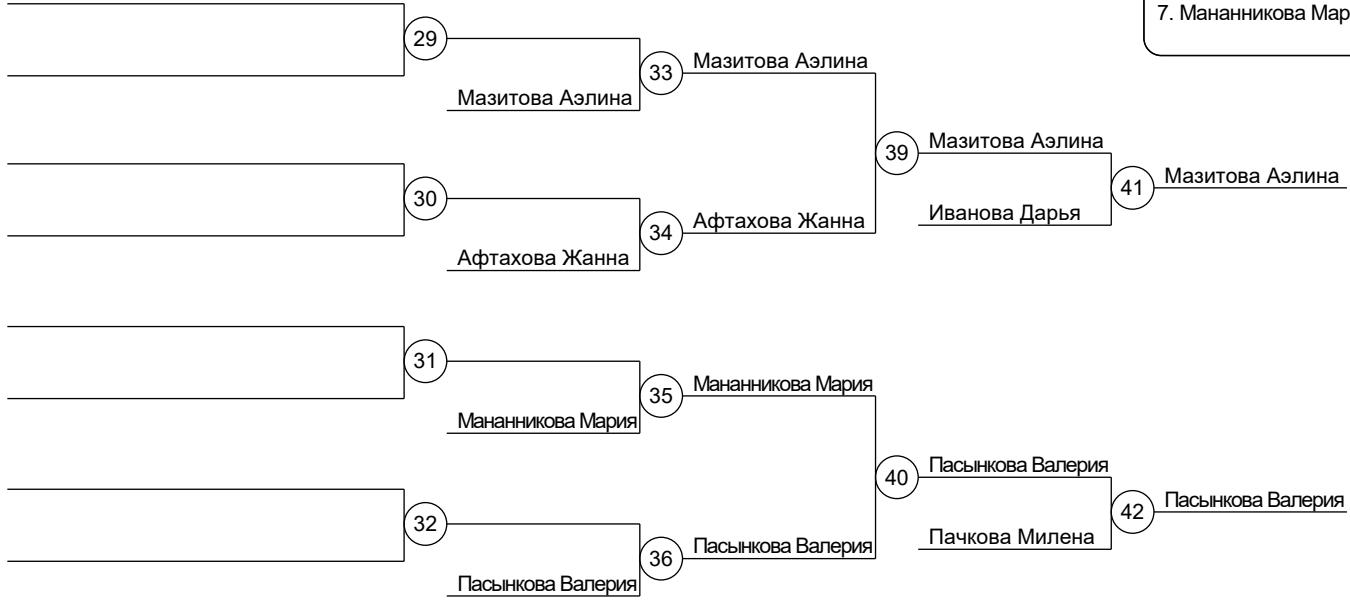 7. Мананникова Мар
29
33
Мазитова Аэлина
Мазитова Аэлина
39
Мазитова Аэлина
41
Мазитова Аэлина
30
34
Афтахова Жанна
Иванова Дарья
Афтахова Жанна
31
35
Мананникова Мария
Мананникова Мария
40
Пасынкова Валерия
42
Пасынкова Валерия
32
36
Пасынкова Валерия
Пачкова Милена
Пасынкова Валерия